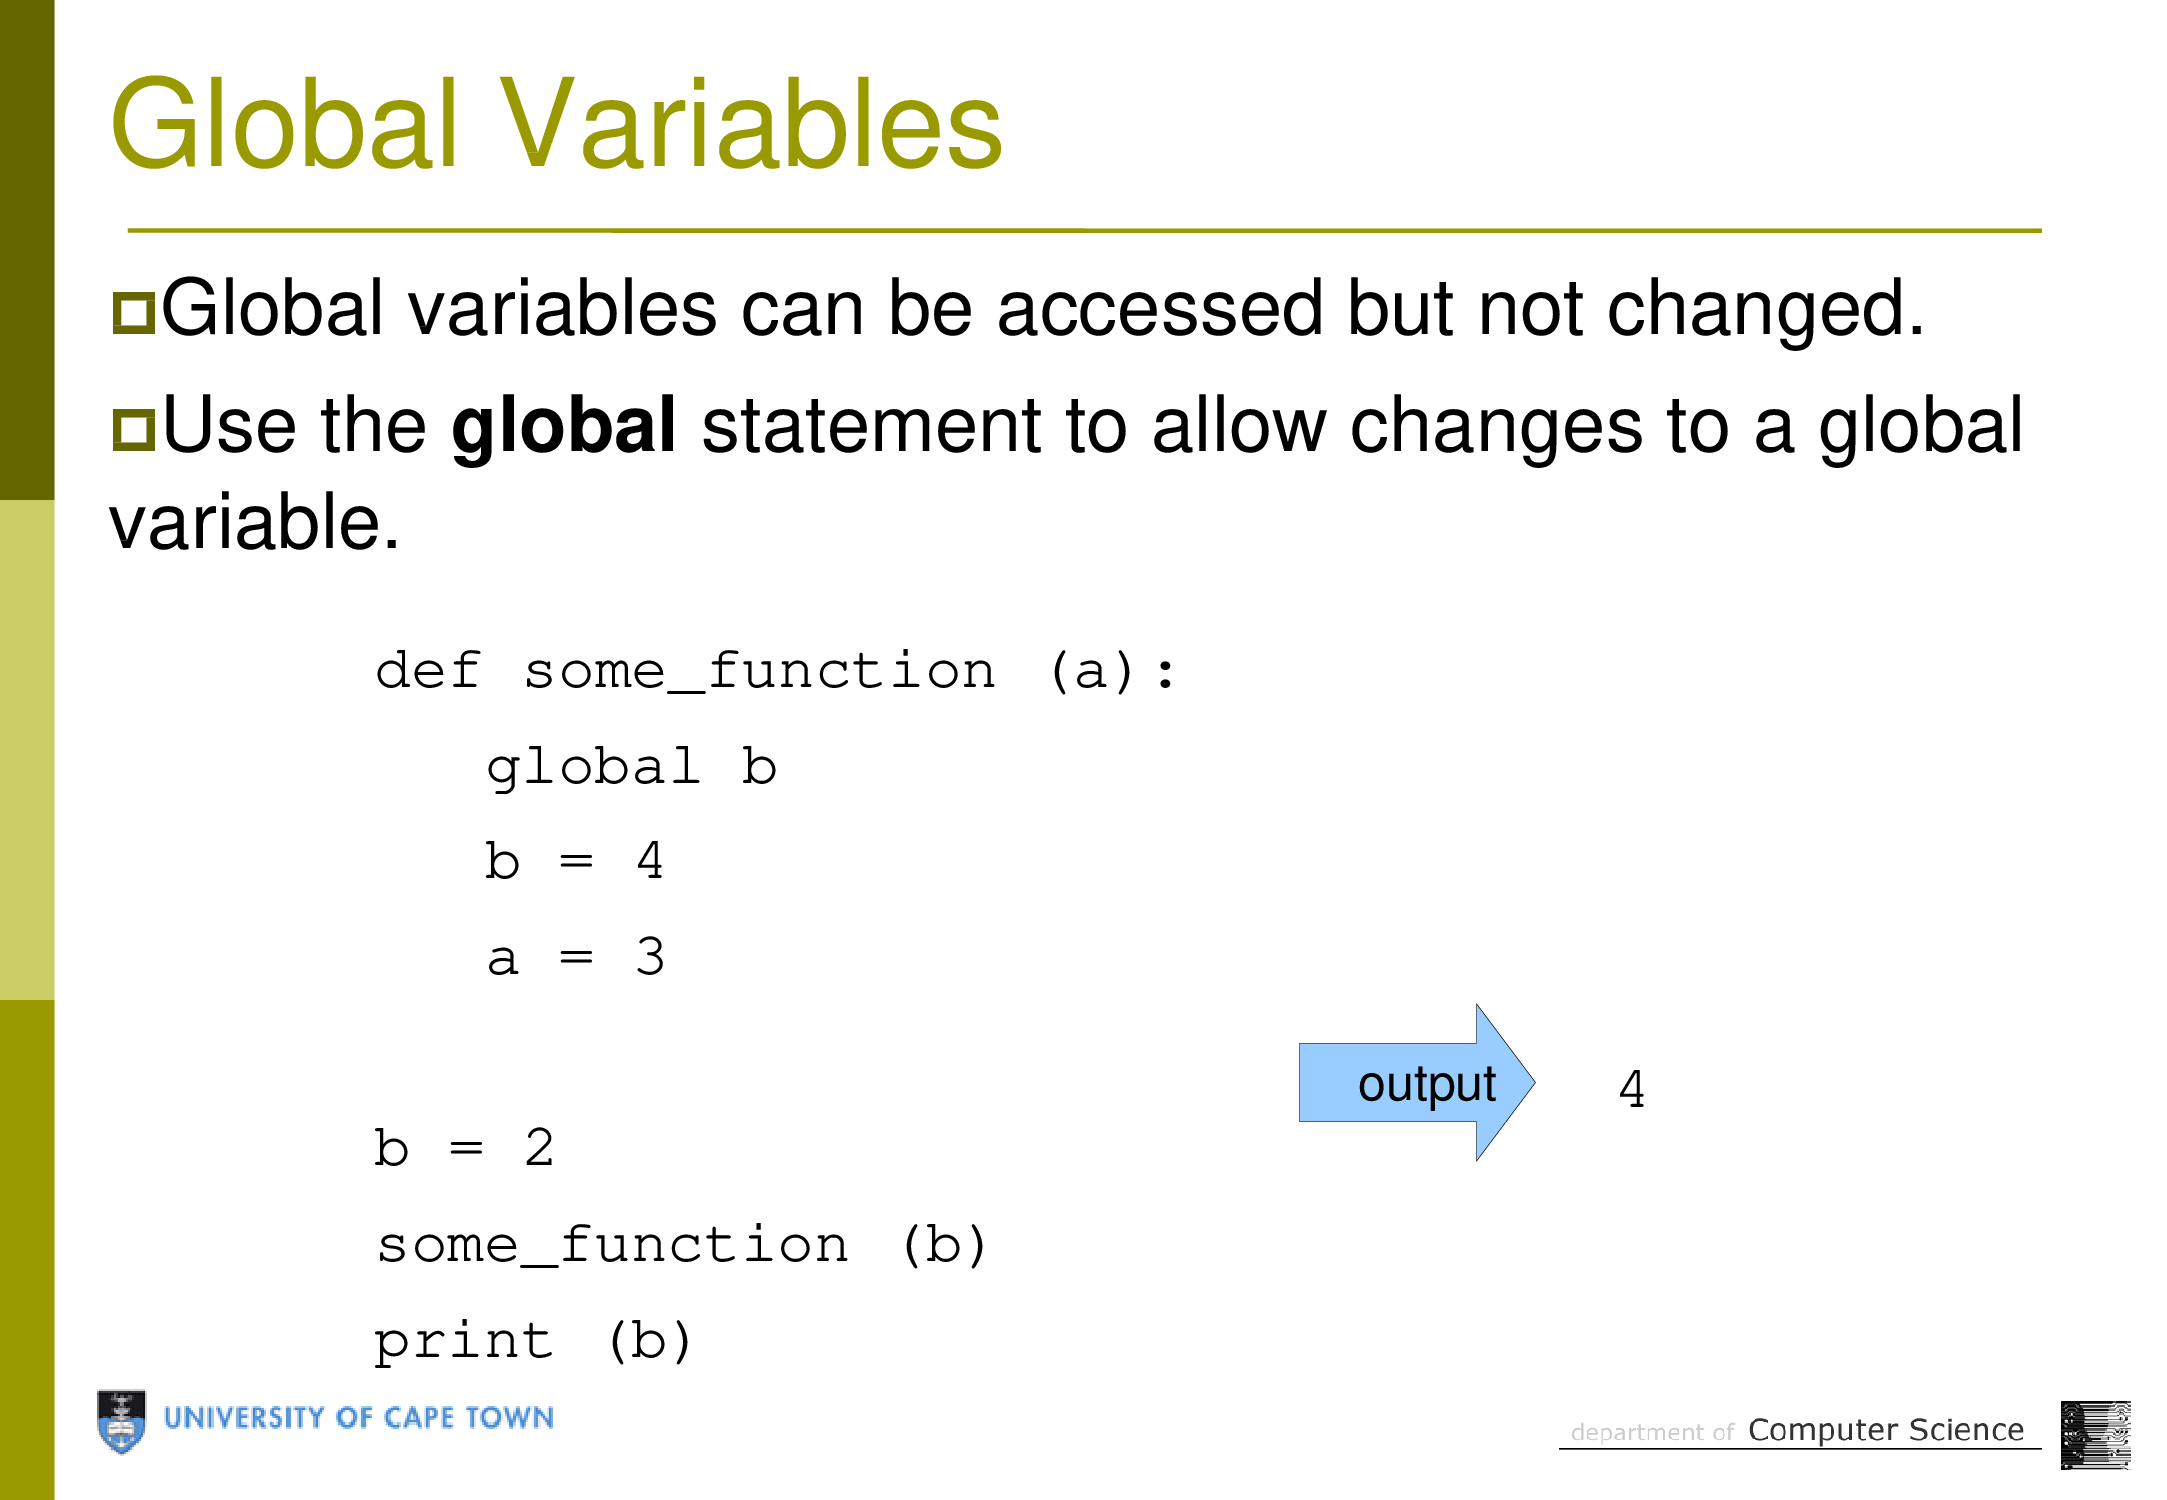 Global Variables
Global variables can be accessed but not changed.
Use the global statement to allow changes to a global
variable.
def some_function (a):
global b
b = 4
a = 3
output 4
b = 2
some_function (b)
print (b)
UNIVERSITY OF CAPE TOWN
department of Computer Science